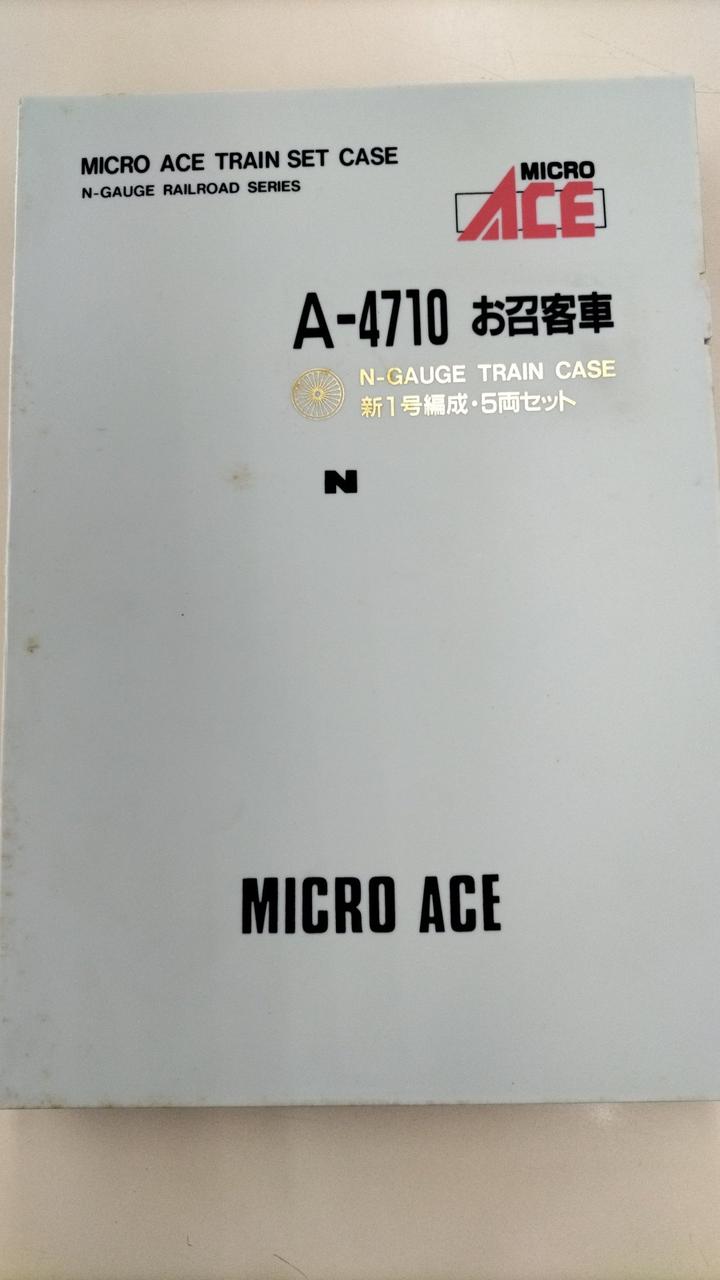 MICRO ACE TRAIN SET CASE
N-GAUGE RAILROAD SERIES
MICRO
ACE
A-4710 お召客車
N-GAUGE TRAIN CASE
新1号編成・5両セット
N
MICRO ACE